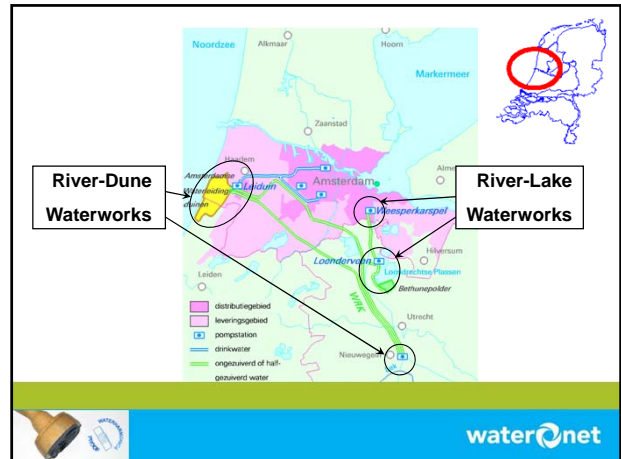 Noordzee
Alkmaar
Hoorn
Markermeer
Zaanstad
River-Dune
Waterworks
Amsterdamse
Waterleiding-
duinen
Haarlem
Leiduin
Amsterdam
Alme
River-Lake
Waterworks
Weesperkarspel
Hilversum
Loenderveen
Loosdrechtse Plassen
Bethunepolder
Leiden
WRK
Utrecht
Nieuwegein
distributiegebied
leveringsgebied
pompstation
drinkwater
ongezuiverd of half-
gezuiverd water
waternet